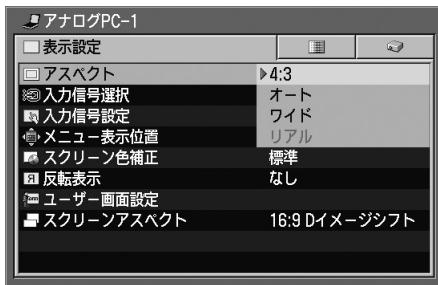 アナログPC-1
表示設定
アスペクト 4:3
入力信号選択 オート
入力信号設定 ワイド
メニュー表示位置 リアル
スクリーン色補正 標準
反転表示 なし
ユーザー画面設定
スクリーンアスペクト 16:9 Dイメージシフト